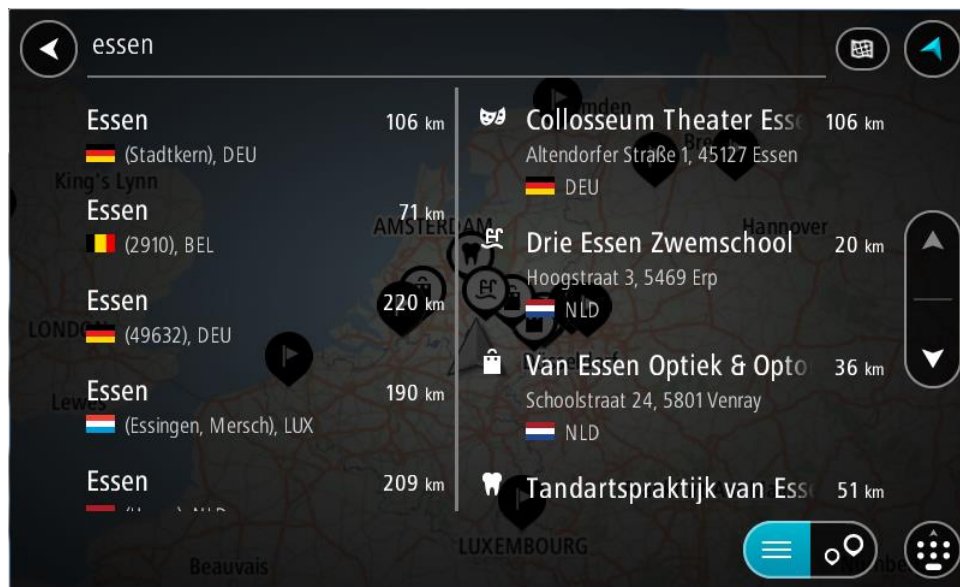 essen
Essen 106 km
(Stadtkern), DEU
Essen 71 km
(2910), BEL
Essen 220 km
(49632), DEU
Essen 190 km
(Essingen, Mersch), LUX
Essen 209 km
Collosseum Theater Esse 106 km
Altendorfer Straße 1, 45127 Essen
DEU
Drie Essen Zwemschool 20 km
Hoogstraat 3, 5469 Erp
NLD
Van Essen Optiek & Opto 36 km
Schoolstraat 24, 5801 Venray
NLD
Tandartspraktijk van Esse 51 km
King's Lynn
AMSTERDAM
Hannover
LONDON
Lewes
LUXEMBOURG
Beauvais